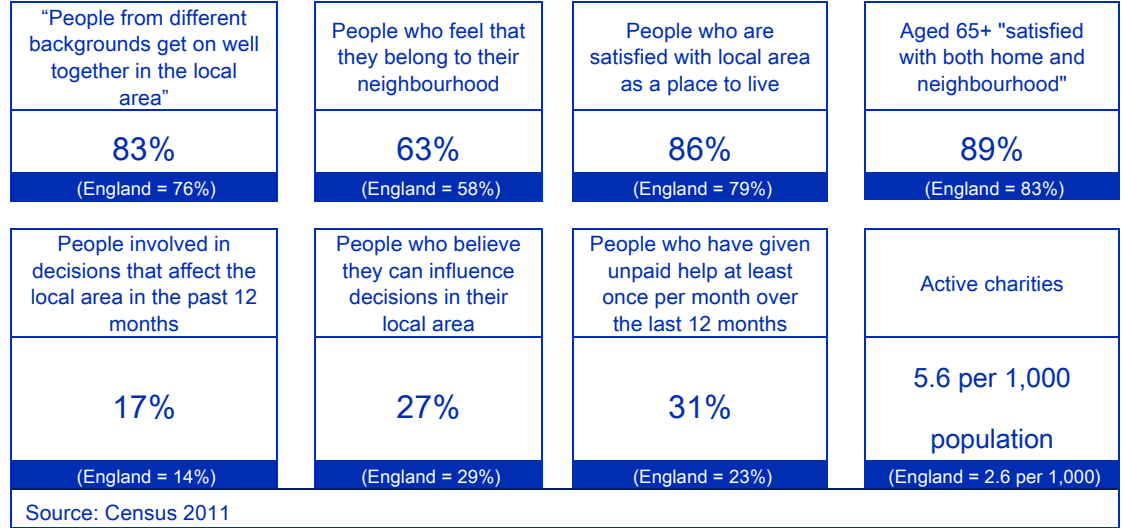 “People from different
backgrounds get on well
together in the local
area”
83%
(England = 76%)
People who feel that
they belong to their
neighbourhood
63%
(England = 58%)
People who are
satisfied with local area
as a place to live
86%
(England = 79%)
Aged 65+ "satisfied
with both home and
neighbourhood"
89%
(England = 83%)
People involved in
decisions that affect the
local area in the past 12
months
17%
(England = 14%)
People who believe
they can influence
decisions in their
local area
27%
(England = 29%)
People who have given
unpaid help at least
once per month over
the last 12 months
31%
(England = 23%)
Active charities
5.6 per 1,000
population
(England = 2.6 per 1,000)
Source: Census 2011